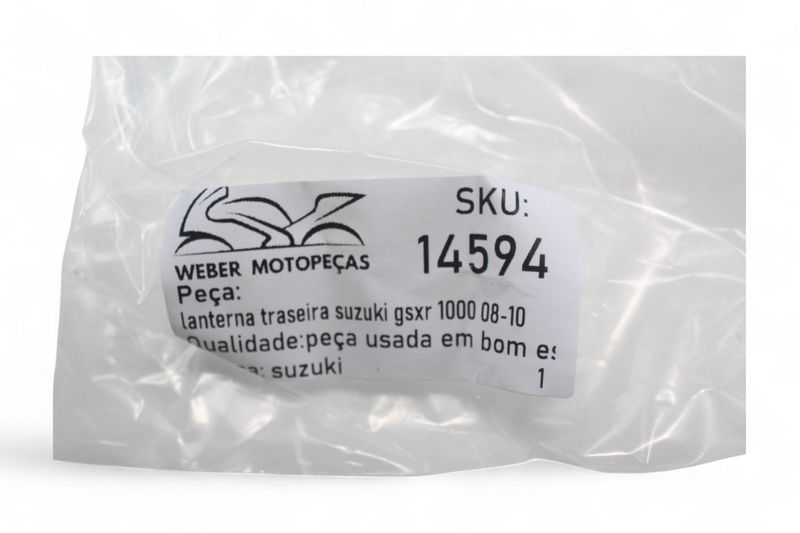 SKU:
14594
WEBER MOTOPEÇAS
Peça:
lanterna traseira suzuki gsxr 1000 08-10
Qualidade:peça usada em bom es
suzuki
1